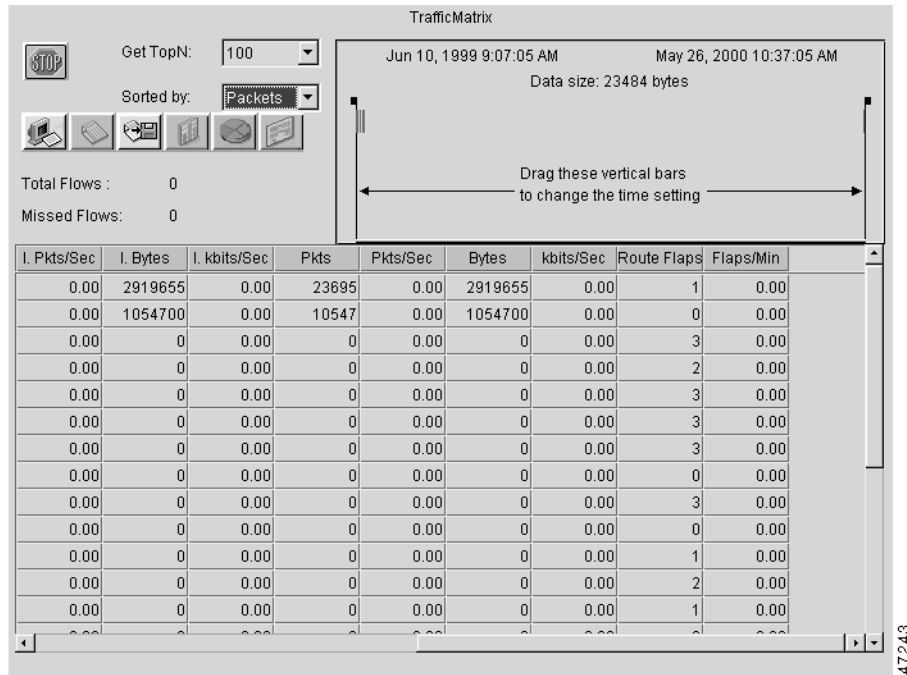 TrafficMatrix
STOP
Get TopN: 100
Sorted by: Packets
Total Flows : 0
Missed Flows: 0
Jun 10, 1999 9:07:05 AM May 26, 2000 10:37:05 AM
Data size: 23484 bytes
Drag these vertical bars
to change the time setting
I. Pkts/Sec I. Bytes I. kbits/Sec Pkts Pkts/Sec Bytes kbits/Sec Route Flaps Flaps/Min
0.00 2919655 0.00 23695 0.00 2919655 0.00 1 0.00
0.00 1054700 0.00 10547 0.00 1054700 0.00 0 0.00
0.00 0 0.00 0 0.00 0 0.00 3 0.00
0.00 0 0.00 0 0.00 0 0.00 2 0.00
0.00 0 0.00 0 0.00 0 0.00 3 0.00
0.00 0 0.00 0 0.00 0 0.00 3 0.00
0.00 0 0.00 0 0.00 0 0.00 3 0.00
0.00 0 0.00 0 0.00 0 0.00 0 0.00
0.00 0 0.00 0 0.00 0 0.00 3 0.00
0.00 0 0.00 0 0.00 0 0.00 0 0.00
0.00 0 0.00 0 0.00 0 0.00 1 0.00
0.00 0 0.00 0 0.00 0 0.00 2 0.00
0.00 0 0.00 0 0.00 0 0.00 1 0.00
47243